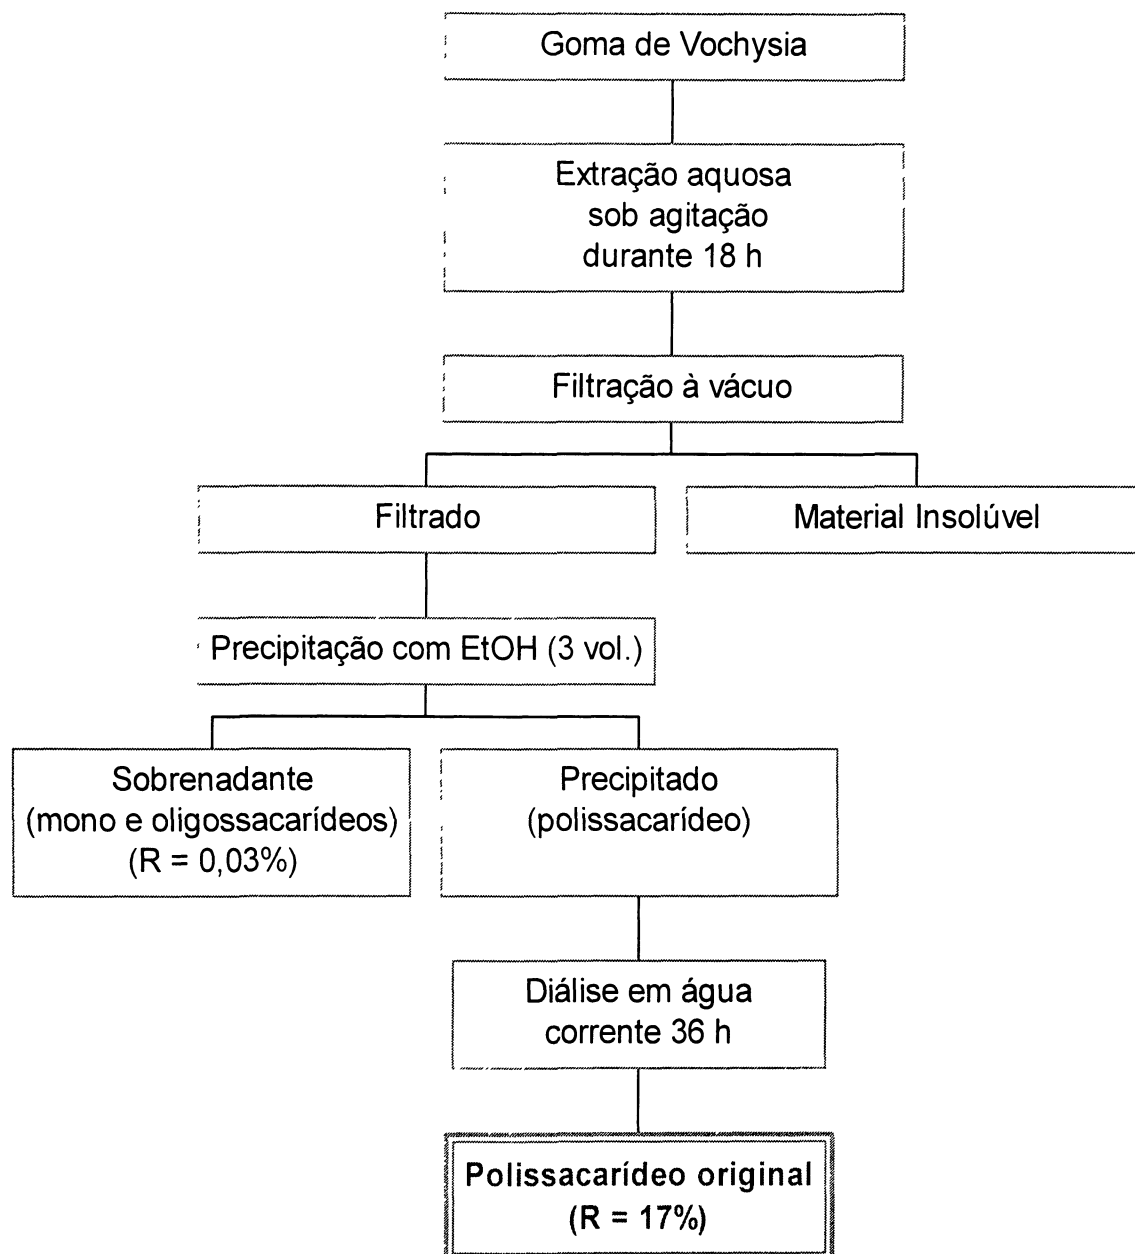 Goma de Vochysia
Extração aquosa
sob agitação
durante 18 h
Filtração à vácuo
Filtrado
Material Insolúvel
Precipitação com EtOH (3 vol.)
Sobrenadante
(mono e oligossacarídeos)
(R = 0,03%)
Precipitado
(polissacarídeo)
Diálise em água
corrente 36 h
Polissacarídeo original
(R = 17%)